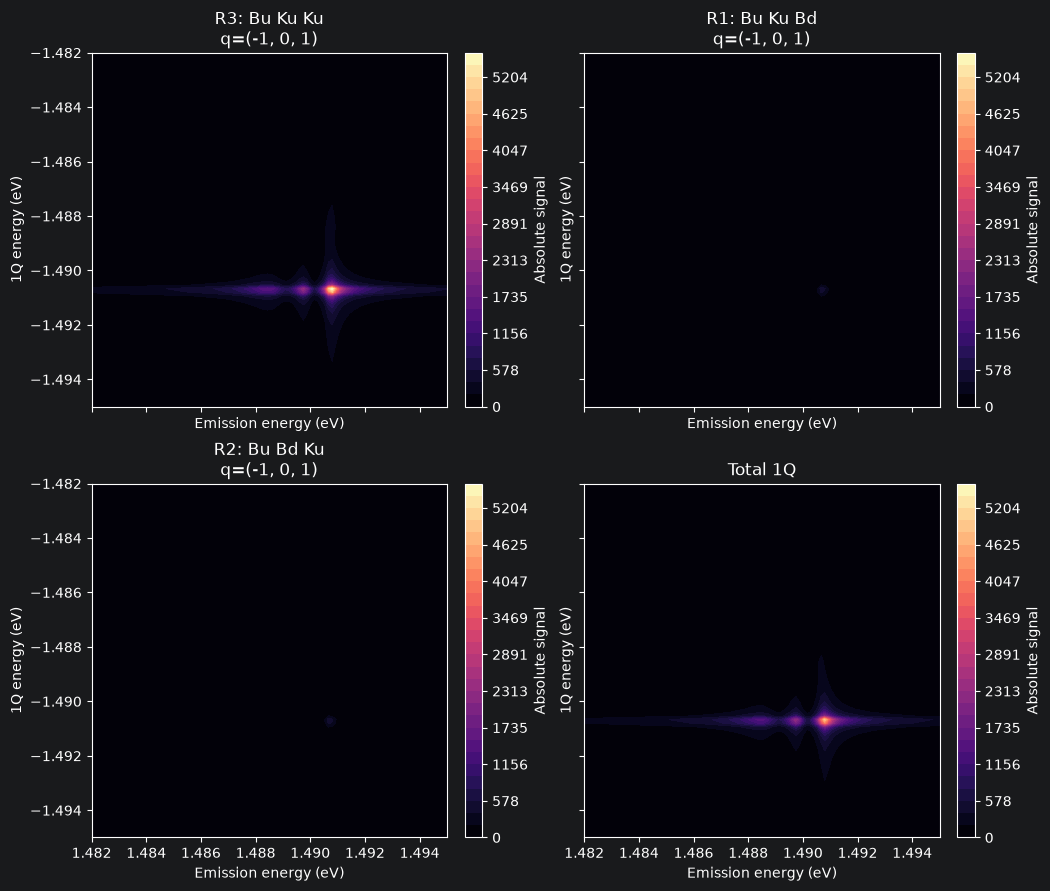 R3: Bu Ku Ku
q=(-1, 0, 1)
−1.482
−1.484
−1.486
−1.488
−1.490
−1.492
−1.494
1Q energy (eV)
Emission energy (eV)
5204
4625
4047
3469
2891
2313
1735
1156
578
0
Absolute signal
R1: Bu Ku Bd
q=(-1, 0, 1)
1Q energy (eV)
Emission energy (eV)
5204
4625
4047
3469
2891
2313
1735
1156
578
0
Absolute signal
R2: Bu Bd Ku
q=(-1, 0, 1)
−1.482
−1.484
−1.486
−1.488
−1.490
−1.492
−1.494
1Q energy (eV)
1.482 1.484 1.486 1.488 1.490 1.492 1.494
Emission energy (eV)
5204
4625
4047
3469
2891
2313
1735
1156
578
0
Absolute signal
Total 1Q
1Q energy (eV)
1.482 1.484 1.486 1.488 1.490 1.492 1.494
Emission energy (eV)
5204
4625
4047
3469
2891
2313
1735
1156
578
0
Absolute signal